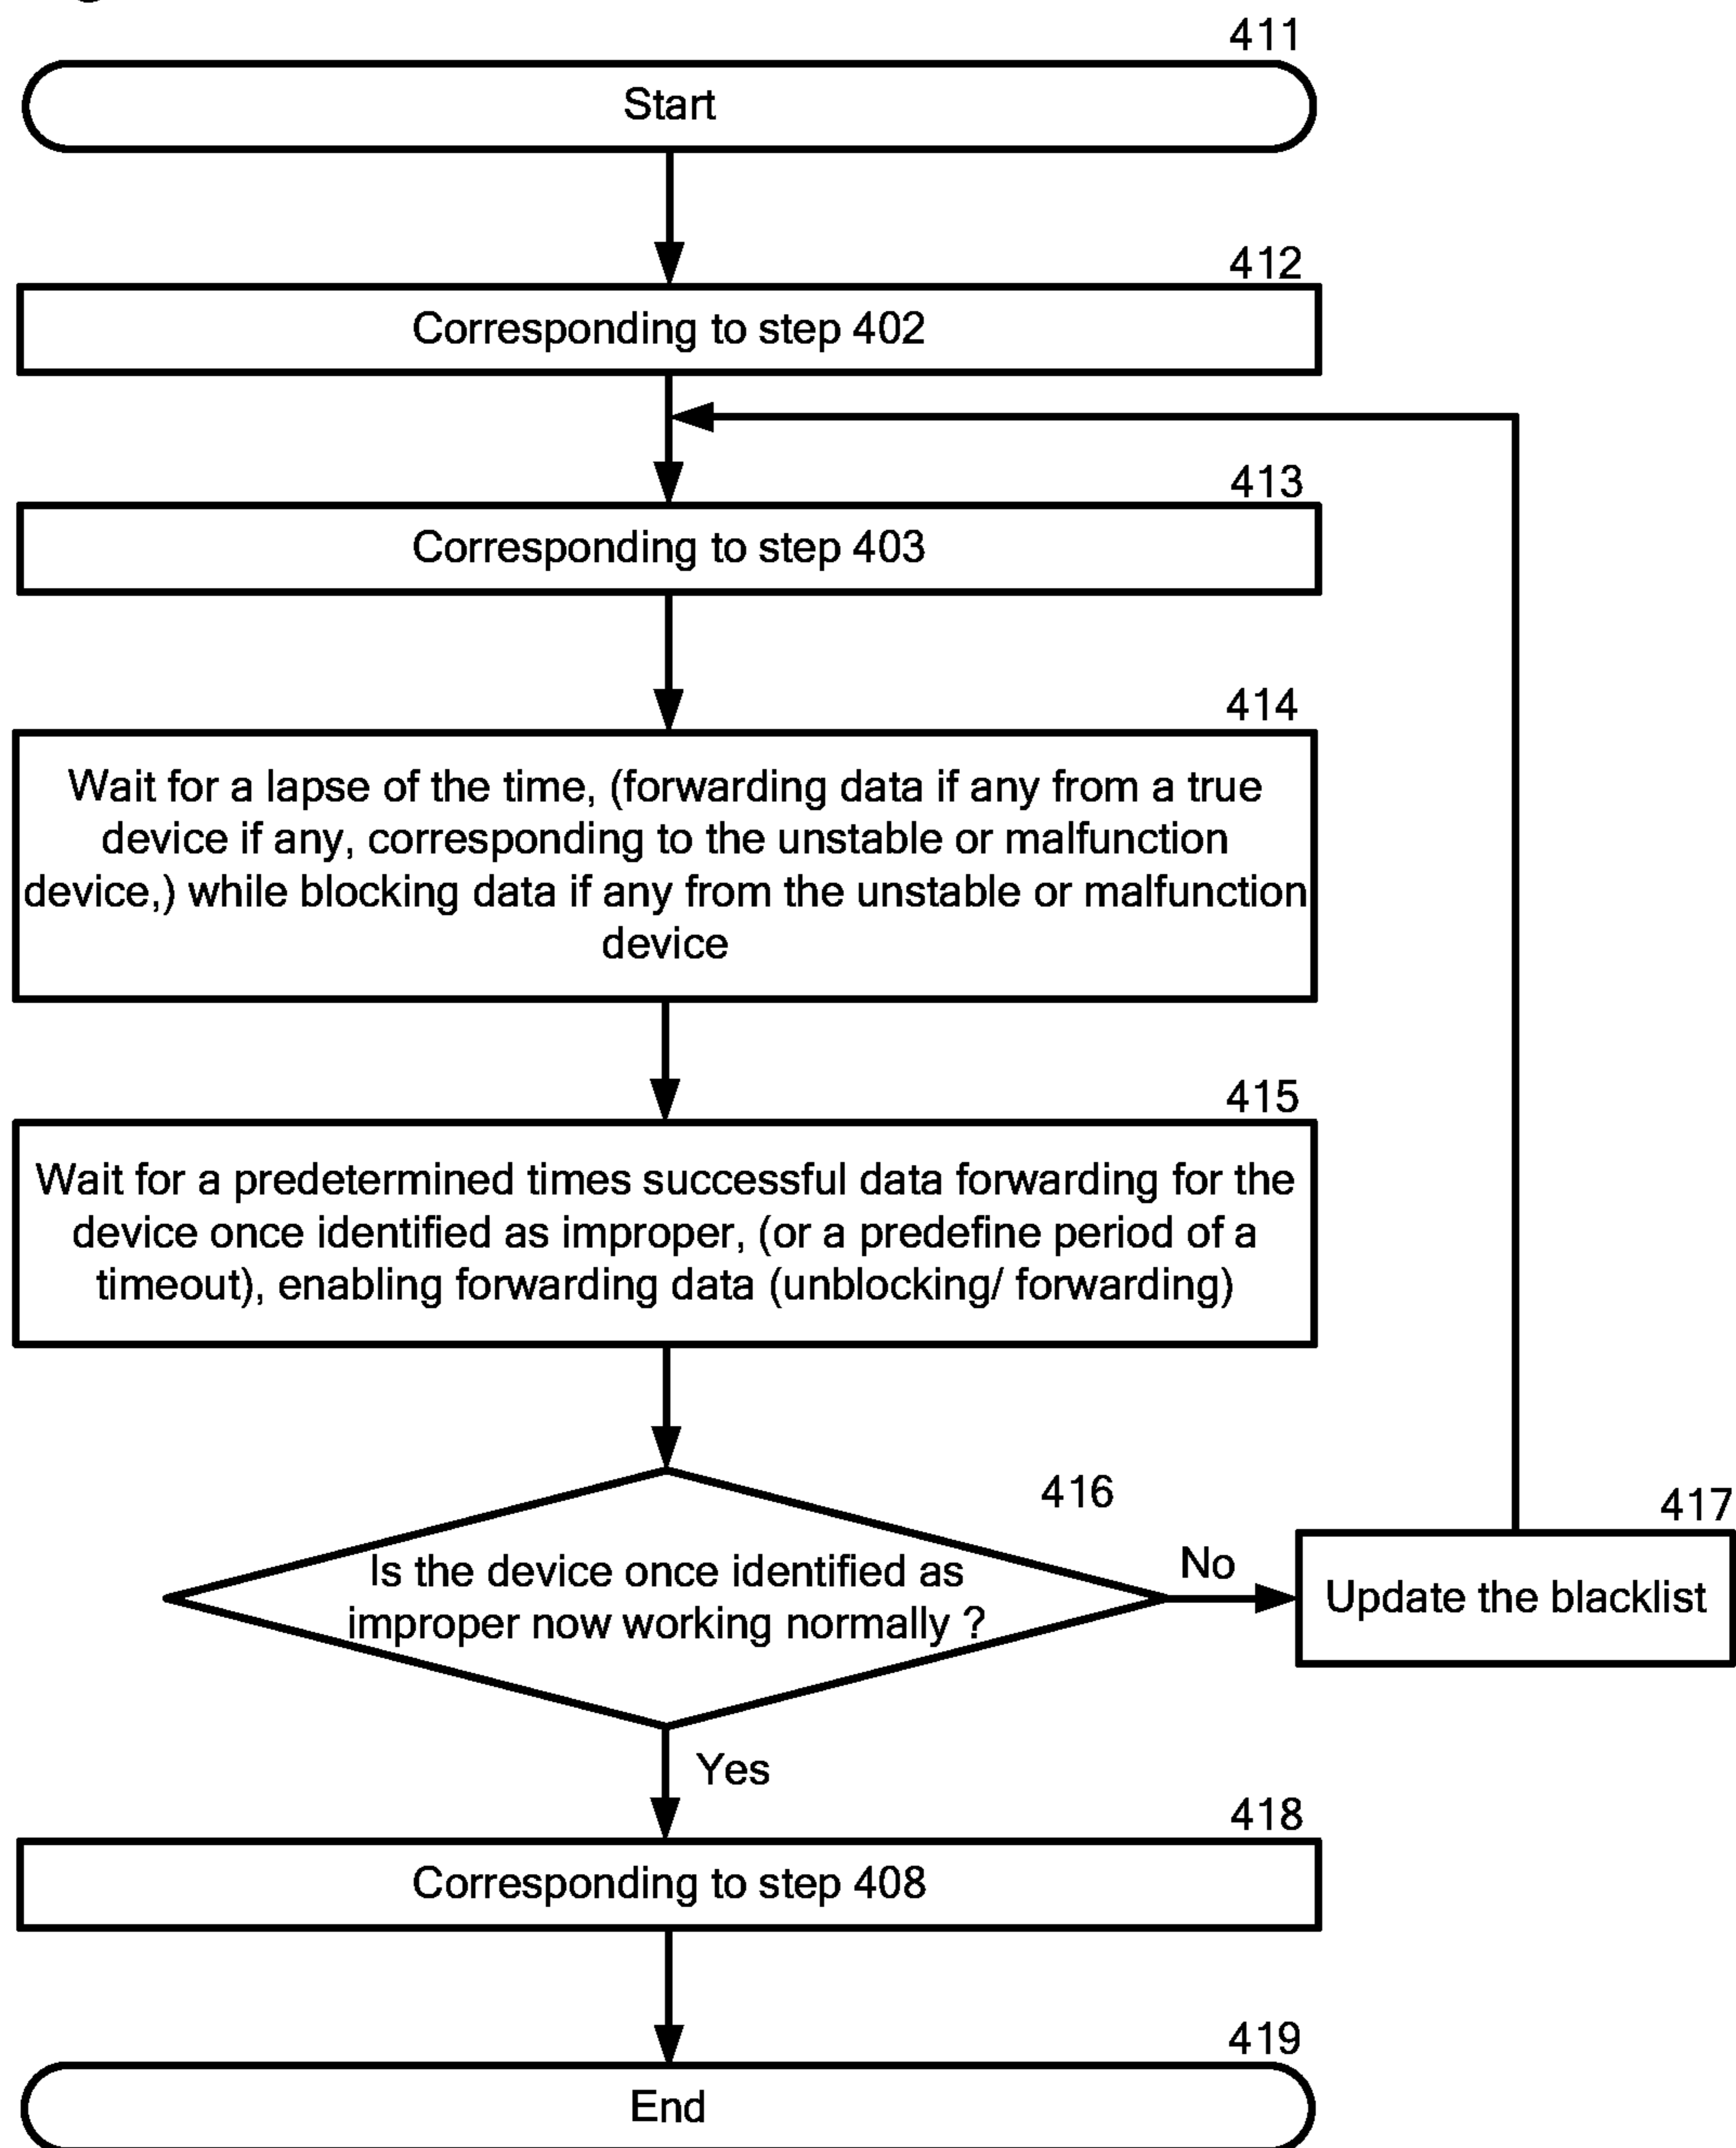 411
Start
412
Corresponding to step 402
413
Corresponding to step 403
414
Wait for a lapse of the time, (forwarding data if any from a true
device if any, corresponding to the unstable or malfunction
device,) while blocking data if any from the unstable or malfunction
device
415
Wait for a predetermined times successful data forwarding for the
device once identified as improper, (or a predefine period of a
timeout), enabling forwarding data (unblocking/ forwarding)
416
Is the device once identified as
improper now working normally ?
No
417
Update the blacklist
Yes
418
Corresponding to step 408
419
End